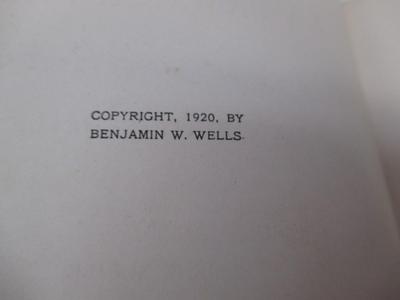 COPYRIGHT, 1920, BY
BENJAMIN W. WELLS